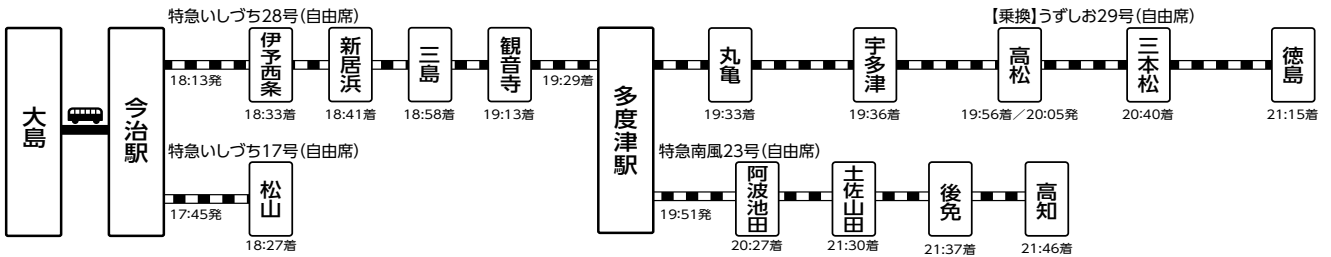 特急いしづち28号(自由席)
【乗換】うずしお29号(自由席)
大島
今治駅
18:13発
伊予西条
18:33着
新居浜
18:41着
三島
18:58着
観音寺
19:13着
19:29着
多度津駅
丸亀
19:33着
宇多津
19:36着
高松
19:56着／20:05発
三本松
20:40着
徳島
21:15着
特急いしづち17号(自由席)
17:45発
松山
18:27着
特急南風23号(自由席)
19:51発
阿波池田
20:27着
土佐山田
21:30着
後免
21:37着
高知
21:46着